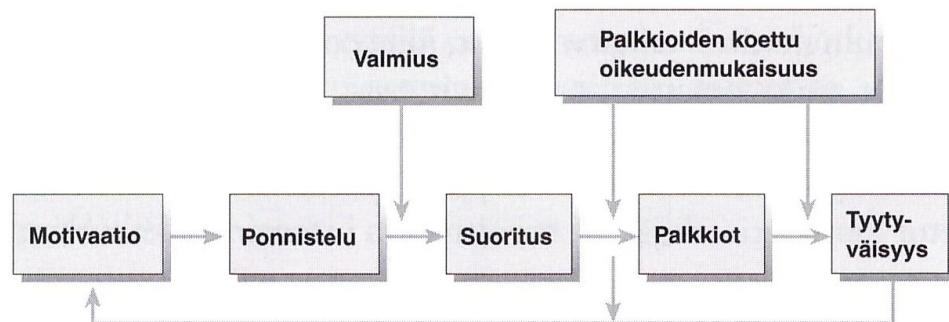 Valmius
Palkkioiden koettu
oikeudenmukaisuus
Motivaatio
Ponnistelu
Suoritus
Palkkiot
Tyyty-
väisyys